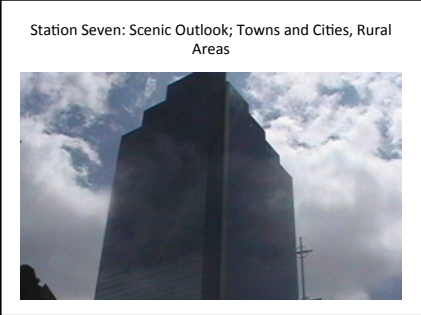 Station Seven: Scenic Outlook; Towns and Cities, Rural
Areas